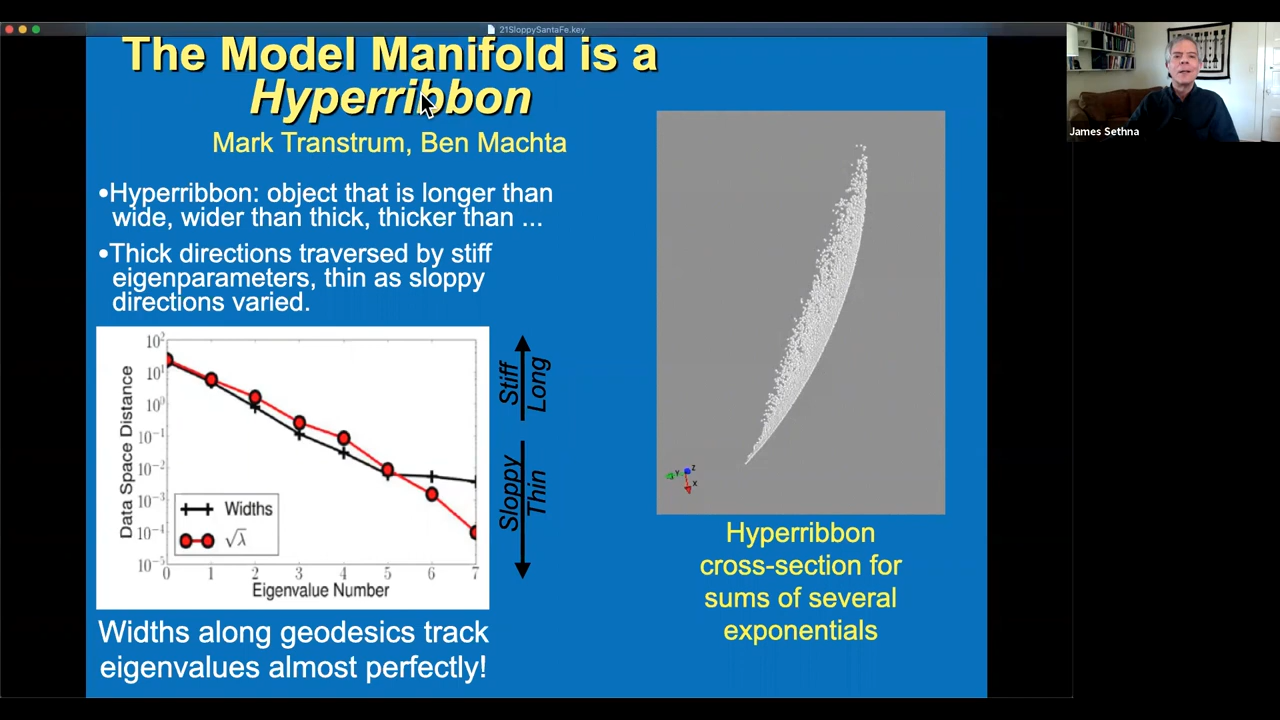 21SloppySantaFe.key
The Model Manifold is a
Hyperribbon
Mark Transtrum, Ben Machta
•Hyperribbon: object that is longer than
wide, wider than thick, thicker than ...
•Thick directions traversed by stiff
eigenparameters, thin as sloppy
directions varied.
Data Space Distance
10²
10¹
10⁰
10⁻¹
10⁻²
10⁻³
10⁻⁴
10⁻⁵
Widths
√λ
0 1 2 3 4 5 6 7
Eigenvalue Number
Stiff
Long
Sloppy
Thin
Widths along geodesics track
eigenvalues almost perfectly!
Y Z
X
Hyperribbon
cross-section for
sums of several
exponentials
James Sethna